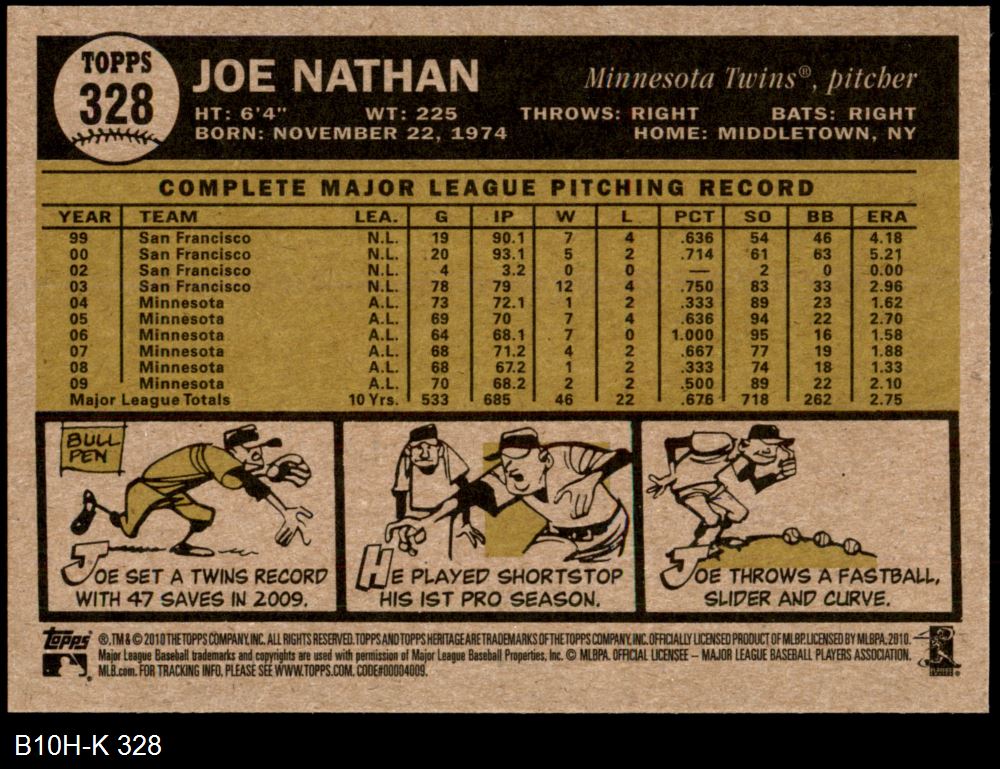 TOPPS
328
JOE NATHAN
Minnesota Twins®, pitcher
HT: 6'4" WT: 225 THROWS: RIGHT BATS: RIGHT
BORN: NOVEMBER 22, 1974 HOME: MIDDLETOWN, NY
COMPLETE MAJOR LEAGUE PITCHING RECORD
YEAR TEAM LEA. G IP W L PCT SO BB ERA
99 San Francisco N.L. 19 90.1 7 4 .636 54 46 4.18
00 San Francisco N.L. 20 93.1 5 2 .714 61 63 5.21
02 San Francisco N.L. 4 3.2 0 0 — 2 0 0.00
03 San Francisco N.L. 78 79 12 4 .750 83 33 2.96
04 Minnesota A.L. 73 72.1 1 2 .333 89 23 1.62
05 Minnesota A.L. 69 70 7 4 .636 94 22 2.70
06 Minnesota A.L. 64 68.1 7 0 1.000 95 16 1.58
07 Minnesota A.L. 68 71.2 4 2 .667 77 19 1.88
08 Minnesota A.L. 68 67.2 1 2 .333 74 18 1.33
09 Minnesota A.L. 70 68.2 2 2 .500 89 22 2.10
Major League Totals 10 Yrs. 533 685 46 22 .676 718 262 2.75
BULL
PEN
JOE SET A TWINS RECORD
WITH 47 SAVES IN 2009.
HE PLAYED SHORTSTOP
HIS 1ST PRO SEASON.
JOE THROWS A FASTBALL,
SLIDER AND CURVE.
Topps ®, TM & © 2010 THE TOPPS COMPANY, INC. ALL RIGHTS RESERVED. TOPPS AND TOPPS HERITAGE ARE TRADEMARKS OF THE TOPPS COMPANY, INC. OFFICIALLY LICENSED PRODUCT OF MLBP. LICENSED BY MLBPA, 2010.
Major League Baseball trademarks and copyrights are used with permission of Major League Baseball Properties, Inc. © MLBPA. OFFICIAL LICENSEE – MAJOR LEAGUE BASEBALL PLAYERS ASSOCIATION.
MLB.com. FOR TRACKING INFO, PLEASE SEE WWW.TOPPS.COM. CODE#00004009.
B10H-K 328